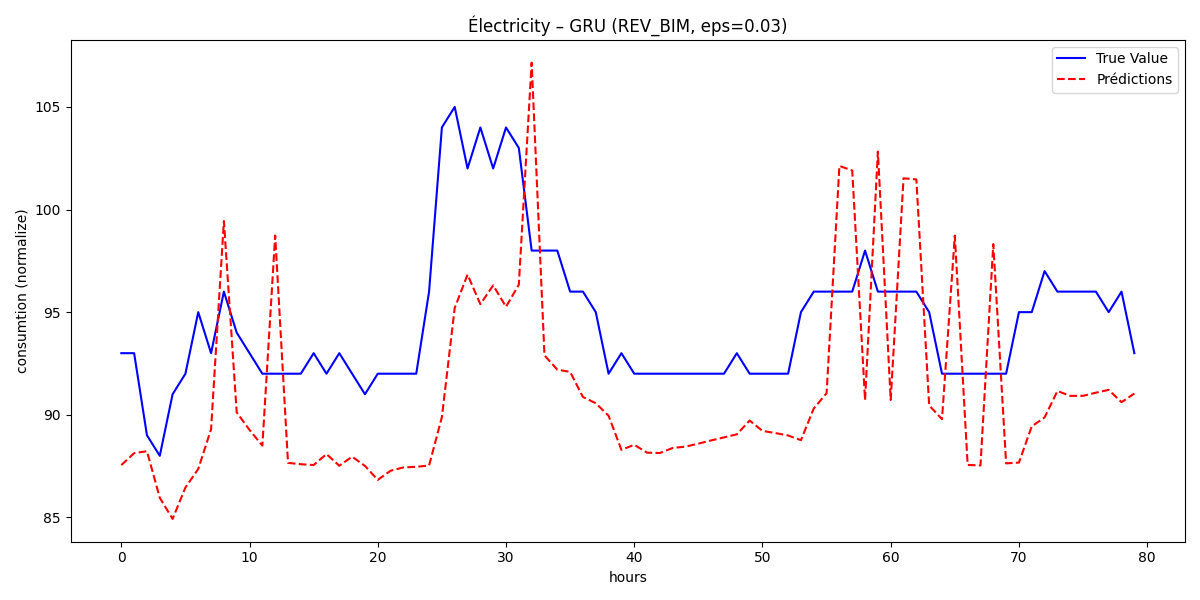 Électricity – GRU (REV_BIM, eps=0.03)
True Value
Prédictions
consumtion (normalize)
105
100
95
90
85
0 10 20 30 40 50 60 70 80
hours